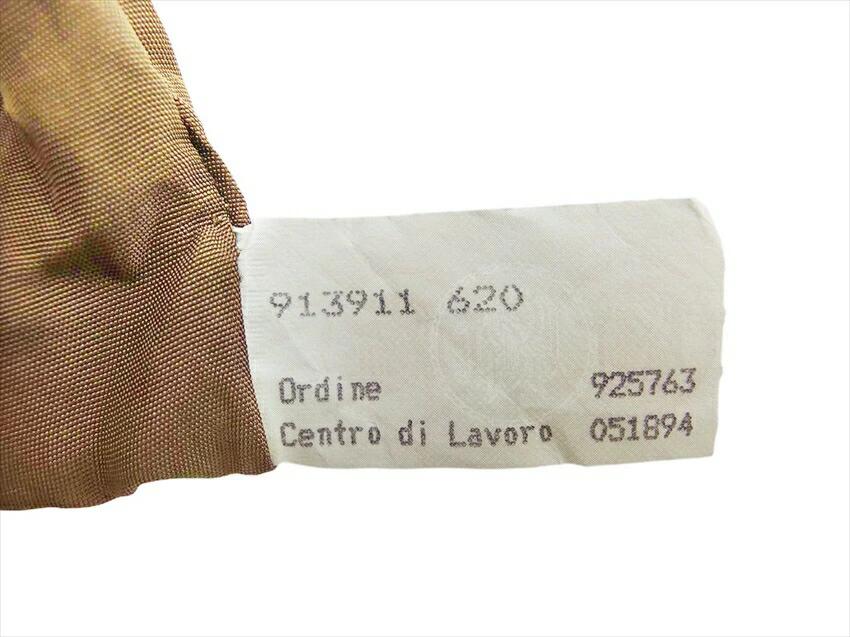 913911 620
Ordine 925763
Centro di Lavoro 051894